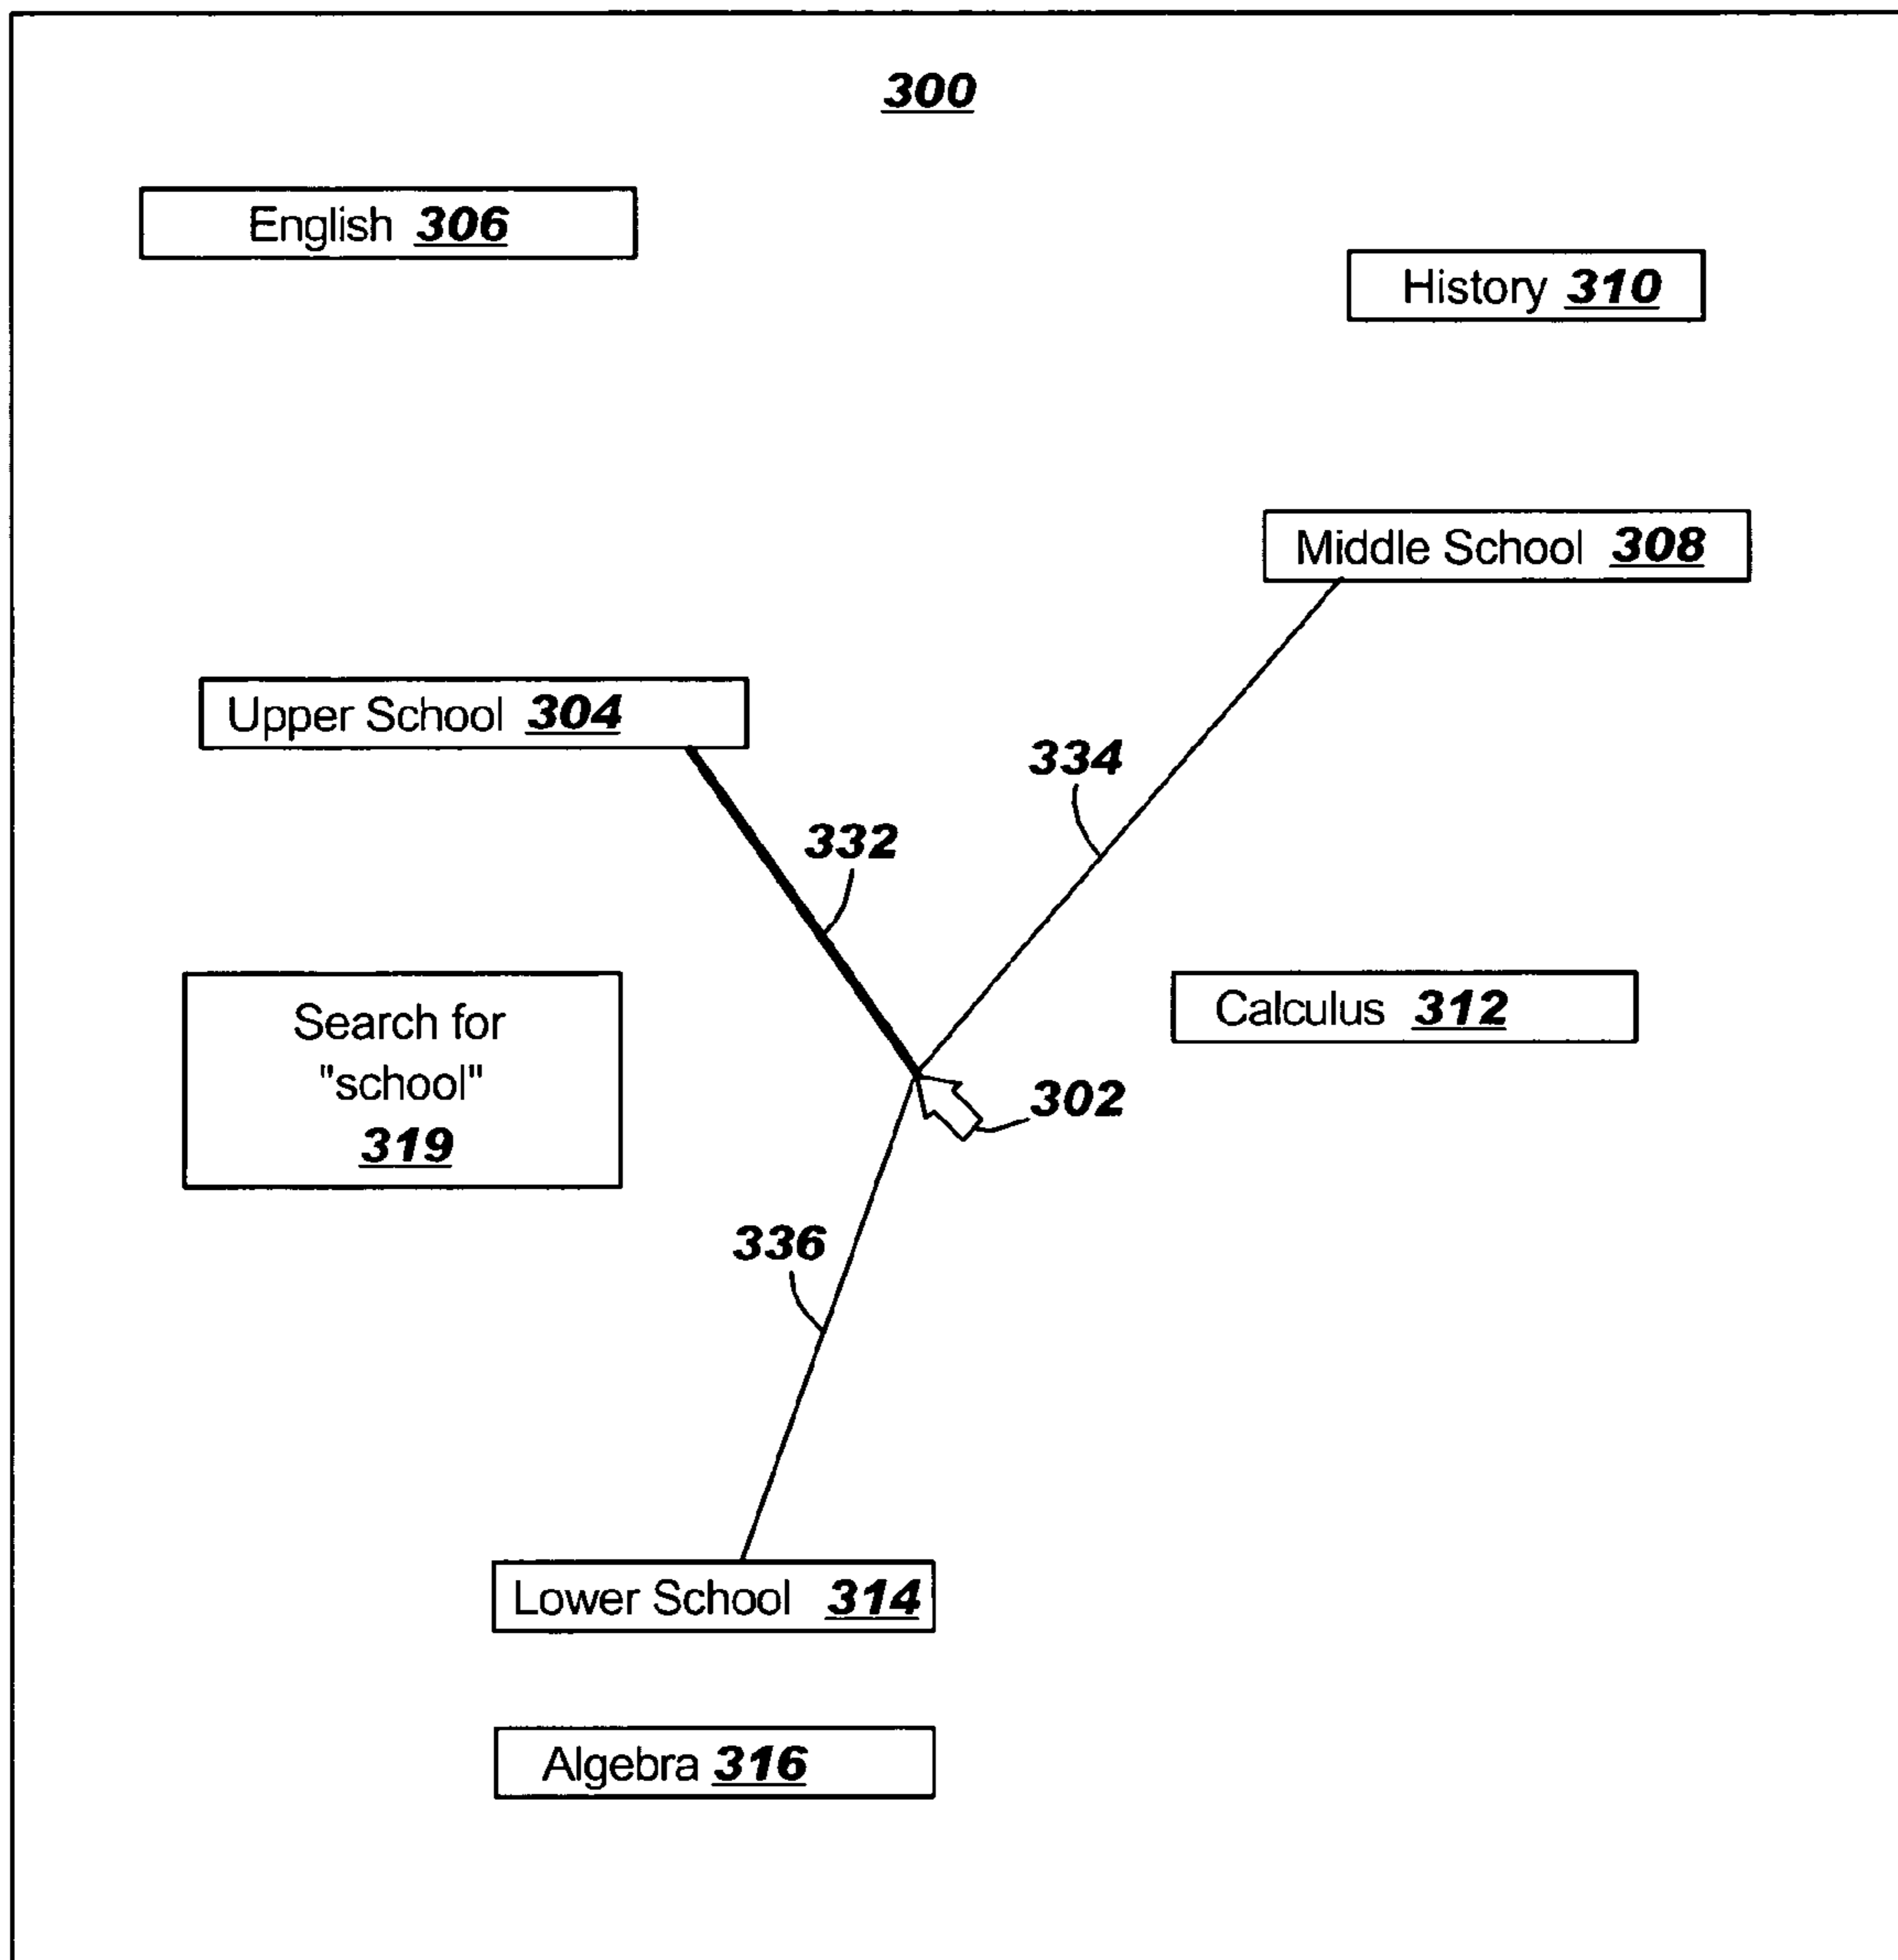 300
English 306
History 310
Middle School 308
Upper School 304
334
332
Search for
"school"
319
Calculus 312
302
336
Lower School 314
Algebra 316